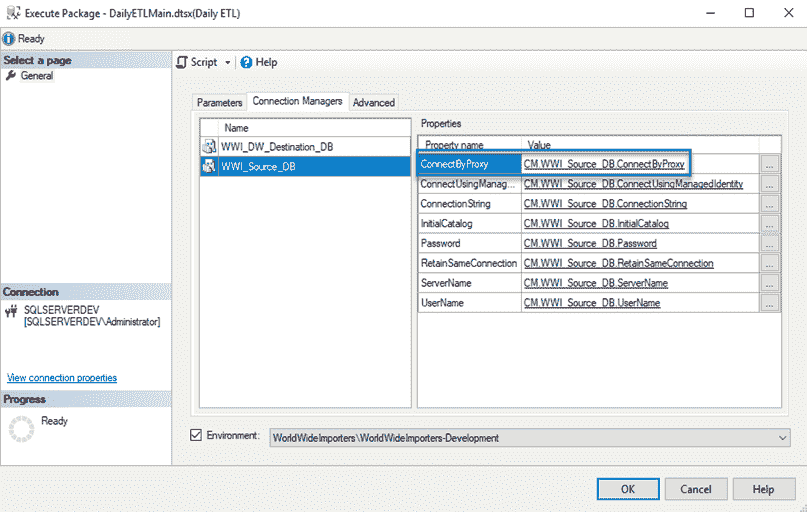 Execute Package - DailyETLMain.dtsx(Daily ETL)
Ready
Select a page
General
Script
Help
Parameters
Connection Managers
Advanced
Name
WWI_DW_Destination_DB
WWI_Source_DB
Properties
Property name Value
ConnectByProxy CM.WWI_Source_DB.ConnectByProxy ...
ConnectUsingManag... CM.WWI_Source_DB.ConnectUsingManagedIdentity ...
ConnectionString CM.WWI_Source_DB.ConnectionString ...
InitialCatalog CM.WWI_Source_DB.InitialCatalog ...
Password CM.WWI_Source_DB.Password ...
RetainSameConnection CM.WWI_Source_DB.RetainSameConnection ...
ServerName CM.WWI_Source_DB.ServerName ...
UserName CM.WWI_Source_DB.UserName ...
Connection
SQLSERVERDEV
[SQLSERVERDEV\Administrator]
View connection properties
Progress
Ready
Environment: WorldWideImporters\WorldWideImporters-Development
OK
Cancel
Help